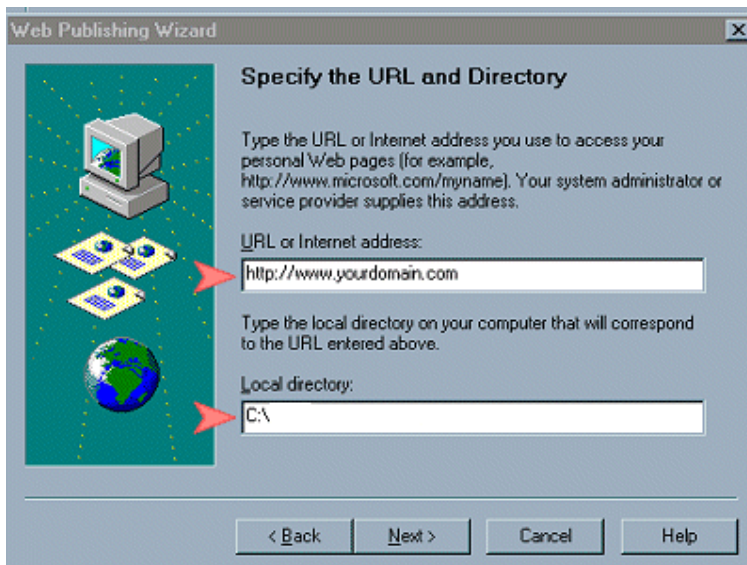 Web Publishing Wizard
Specify the URL and Directory
Type the URL or Internet address you use to access your
personal Web pages (for example,
http://www.microsoft.com/myname). Your system administrator or
service provider supplies this address.
URL or Internet address:
http://www.yourdomain.com
Type the local directory on your computer that will correspond
to the URL entered above.
Local directory:
C:\
< Back Next > Cancel Help